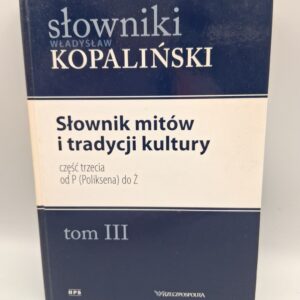 słowniki
WŁADYSŁAW
KOPALIŃSKI
Słownik mitów
i tradycji kultury
część trzecia
od P (Poliksena) do Ż
tom III
RZECZPOSPOLITA